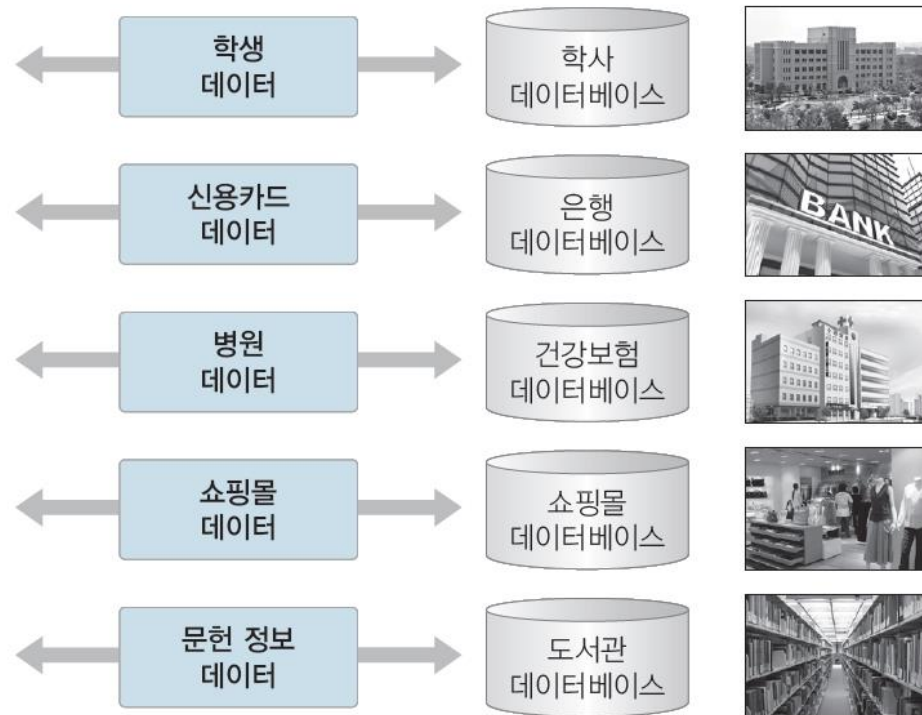 학생
데이터
학사
데이터베이스
신용카드
데이터
은행
데이터베이스
BANK
병원
데이터
건강보험
데이터베이스
쇼핑몰
데이터
쇼핑몰
데이터베이스
문헌 정보
데이터
도서관
데이터베이스